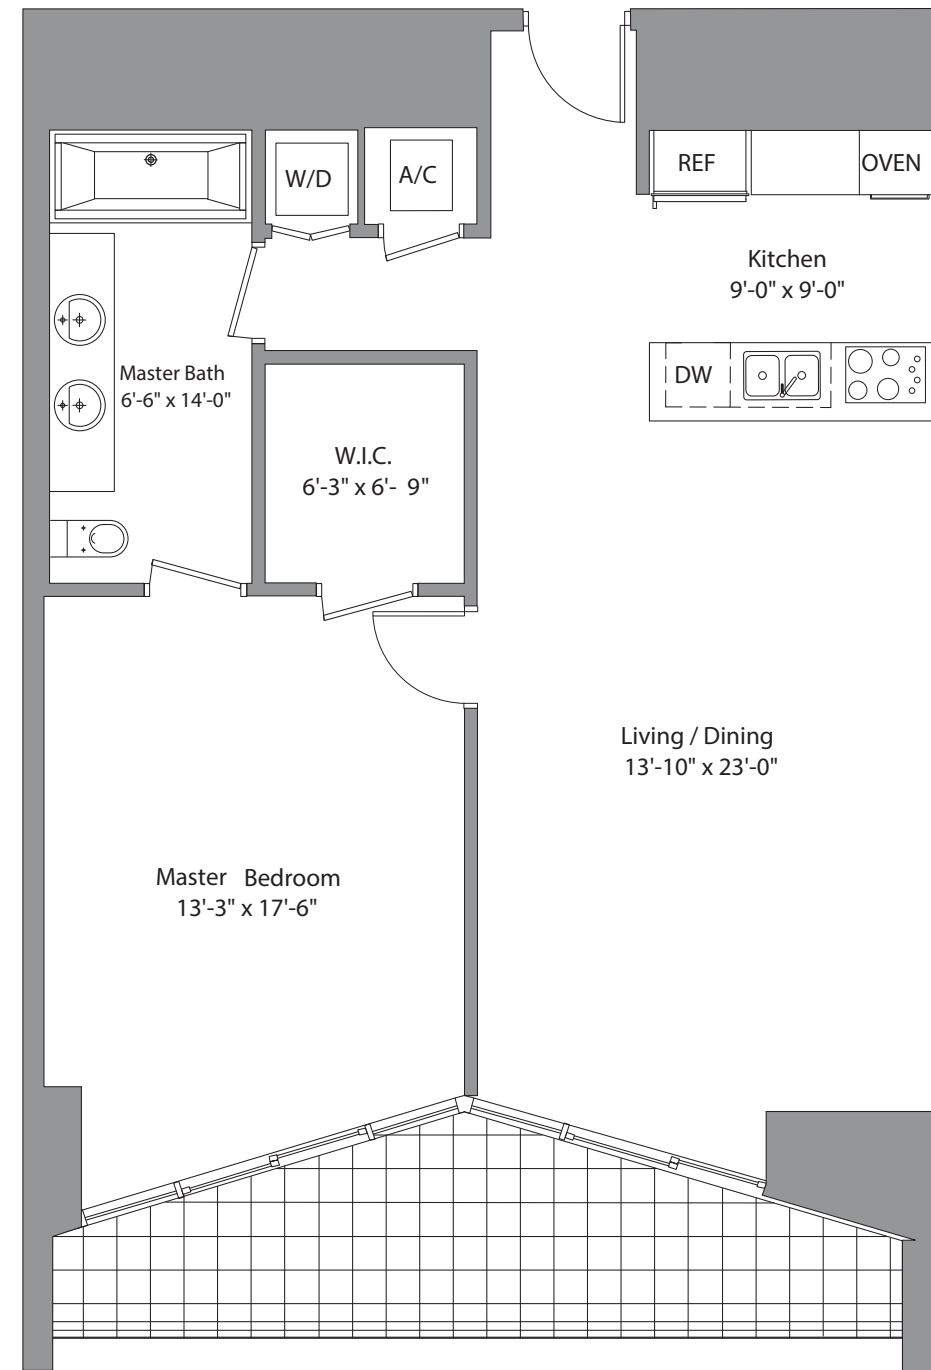 REF
OVEN
W/D
A/C
Kitchen
9'-0" x 9'-0"
DW
Master Bath
6'-6" x 14'-0"
W.I.C.
6'-3" x 6'- 9"
Living / Dining
13'-10" x 23'-0"
Master Bedroom
13'-3" x 17'-6"